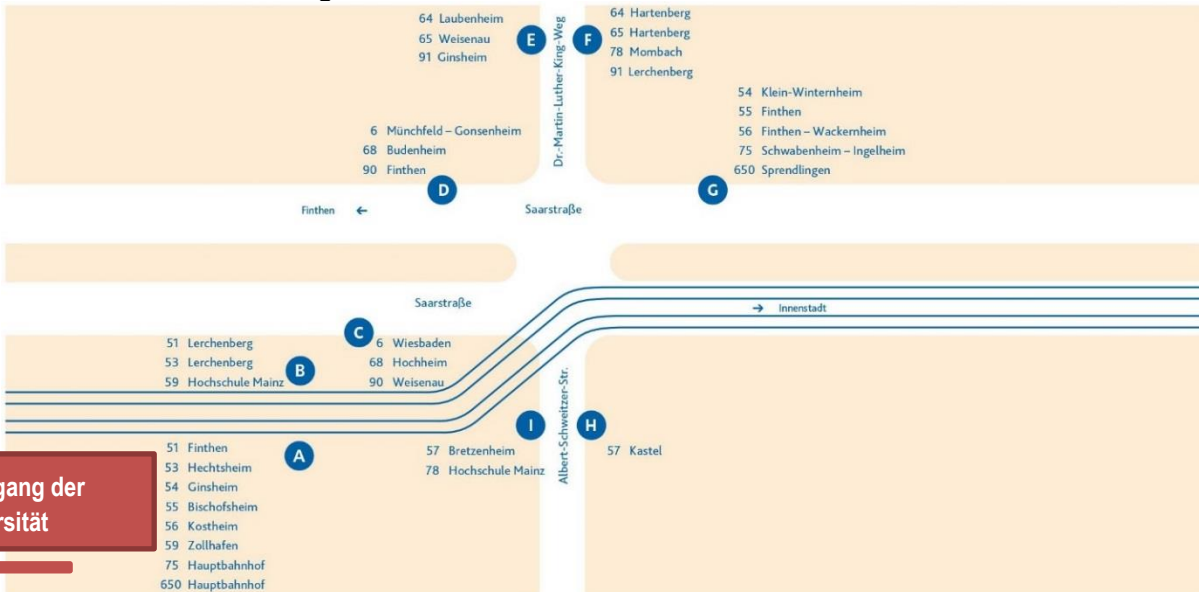 64 Laubenheim
65 Weisenau
91 Ginsheim
E
Dr.-Martin-Luther-King-Weg
F
64 Hartenberg
65 Hartenberg
78 Mombach
91 Lerchenberg
54 Klein-Winternheim
55 Finthen
56 Finthen – Wackernheim
75 Schwabenheim – Ingelheim
650 Sprendlingen
6 Münchfeld – Gonsenheim
68 Budenheim
90 Finthen
D
G
Finthen ←
Saarstraße
Saarstraße
→ Innenstadt
C
51 Lerchenberg
53 Lerchenberg
59 Hochschule Mainz
B
6 Wiesbaden
68 Hochheim
90 Weisenau
Albert-Schweitzer-Str.
I
H
57 Bretzenheim
78 Hochschule Mainz
57 Kastel
A
51 Finthen
53 Hechtsheim
54 Ginsheim
55 Bischofsheim
56 Kostheim
59 Zollhafen
75 Hauptbahnhof
650 Hauptbahnhof
gang der
rsität